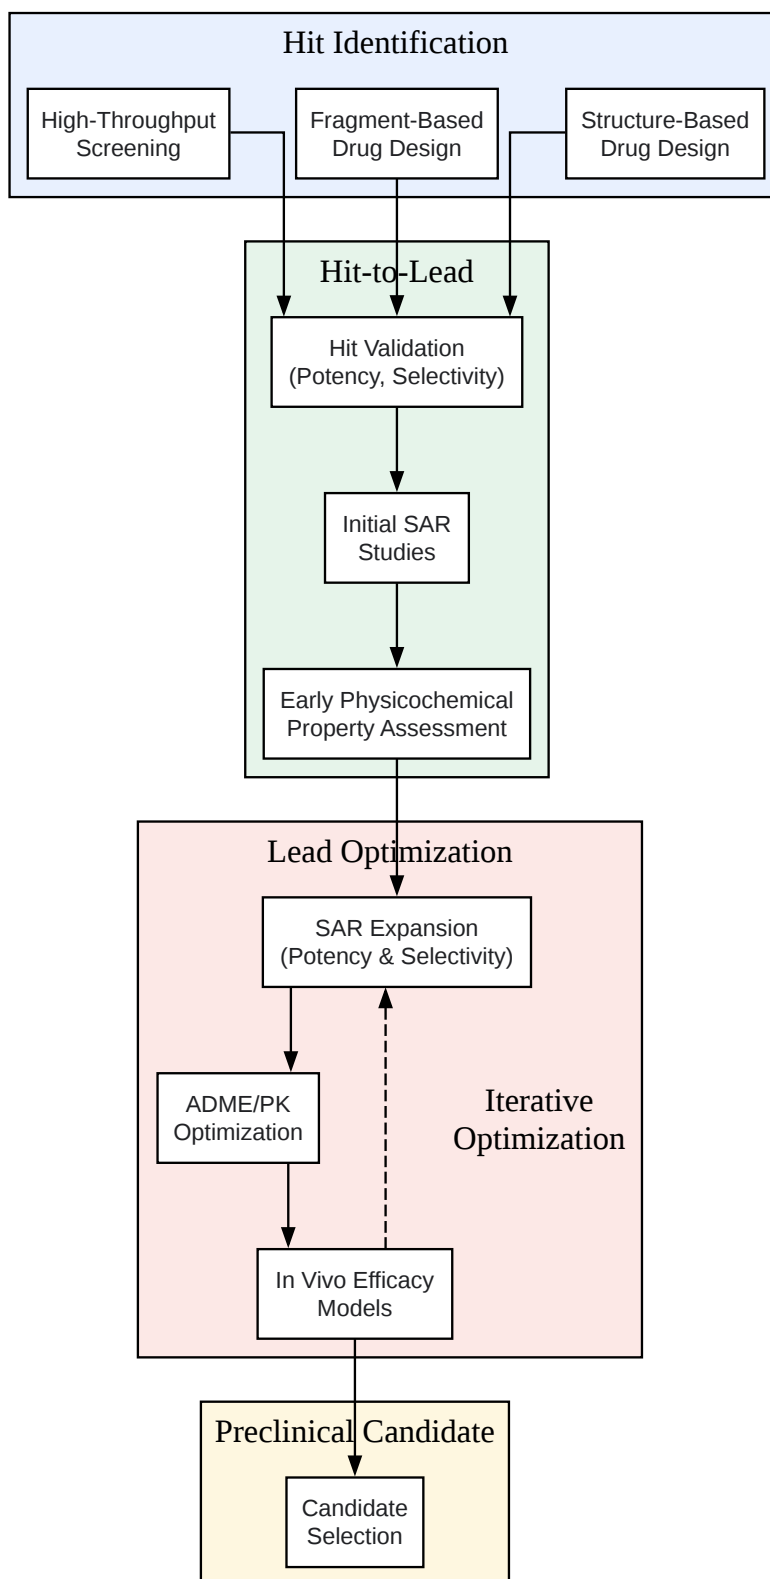 Hit Identification
High-Throughput
Screening
Fragment-Based
Drug Design
Structure-Based
Drug Design
Hit-to-Lead
Hit Validation
(Potency, Selectivity)
Initial SAR
Studies
Early Physicochemical
Property Assessment
Lead Optimization
SAR Expansion
(Potency & Selectivity)
ADME/PK
Optimization
Iterative
Optimization
In Vivo Efficacy
Models
Preclinical Candidate
Candidate
Selection